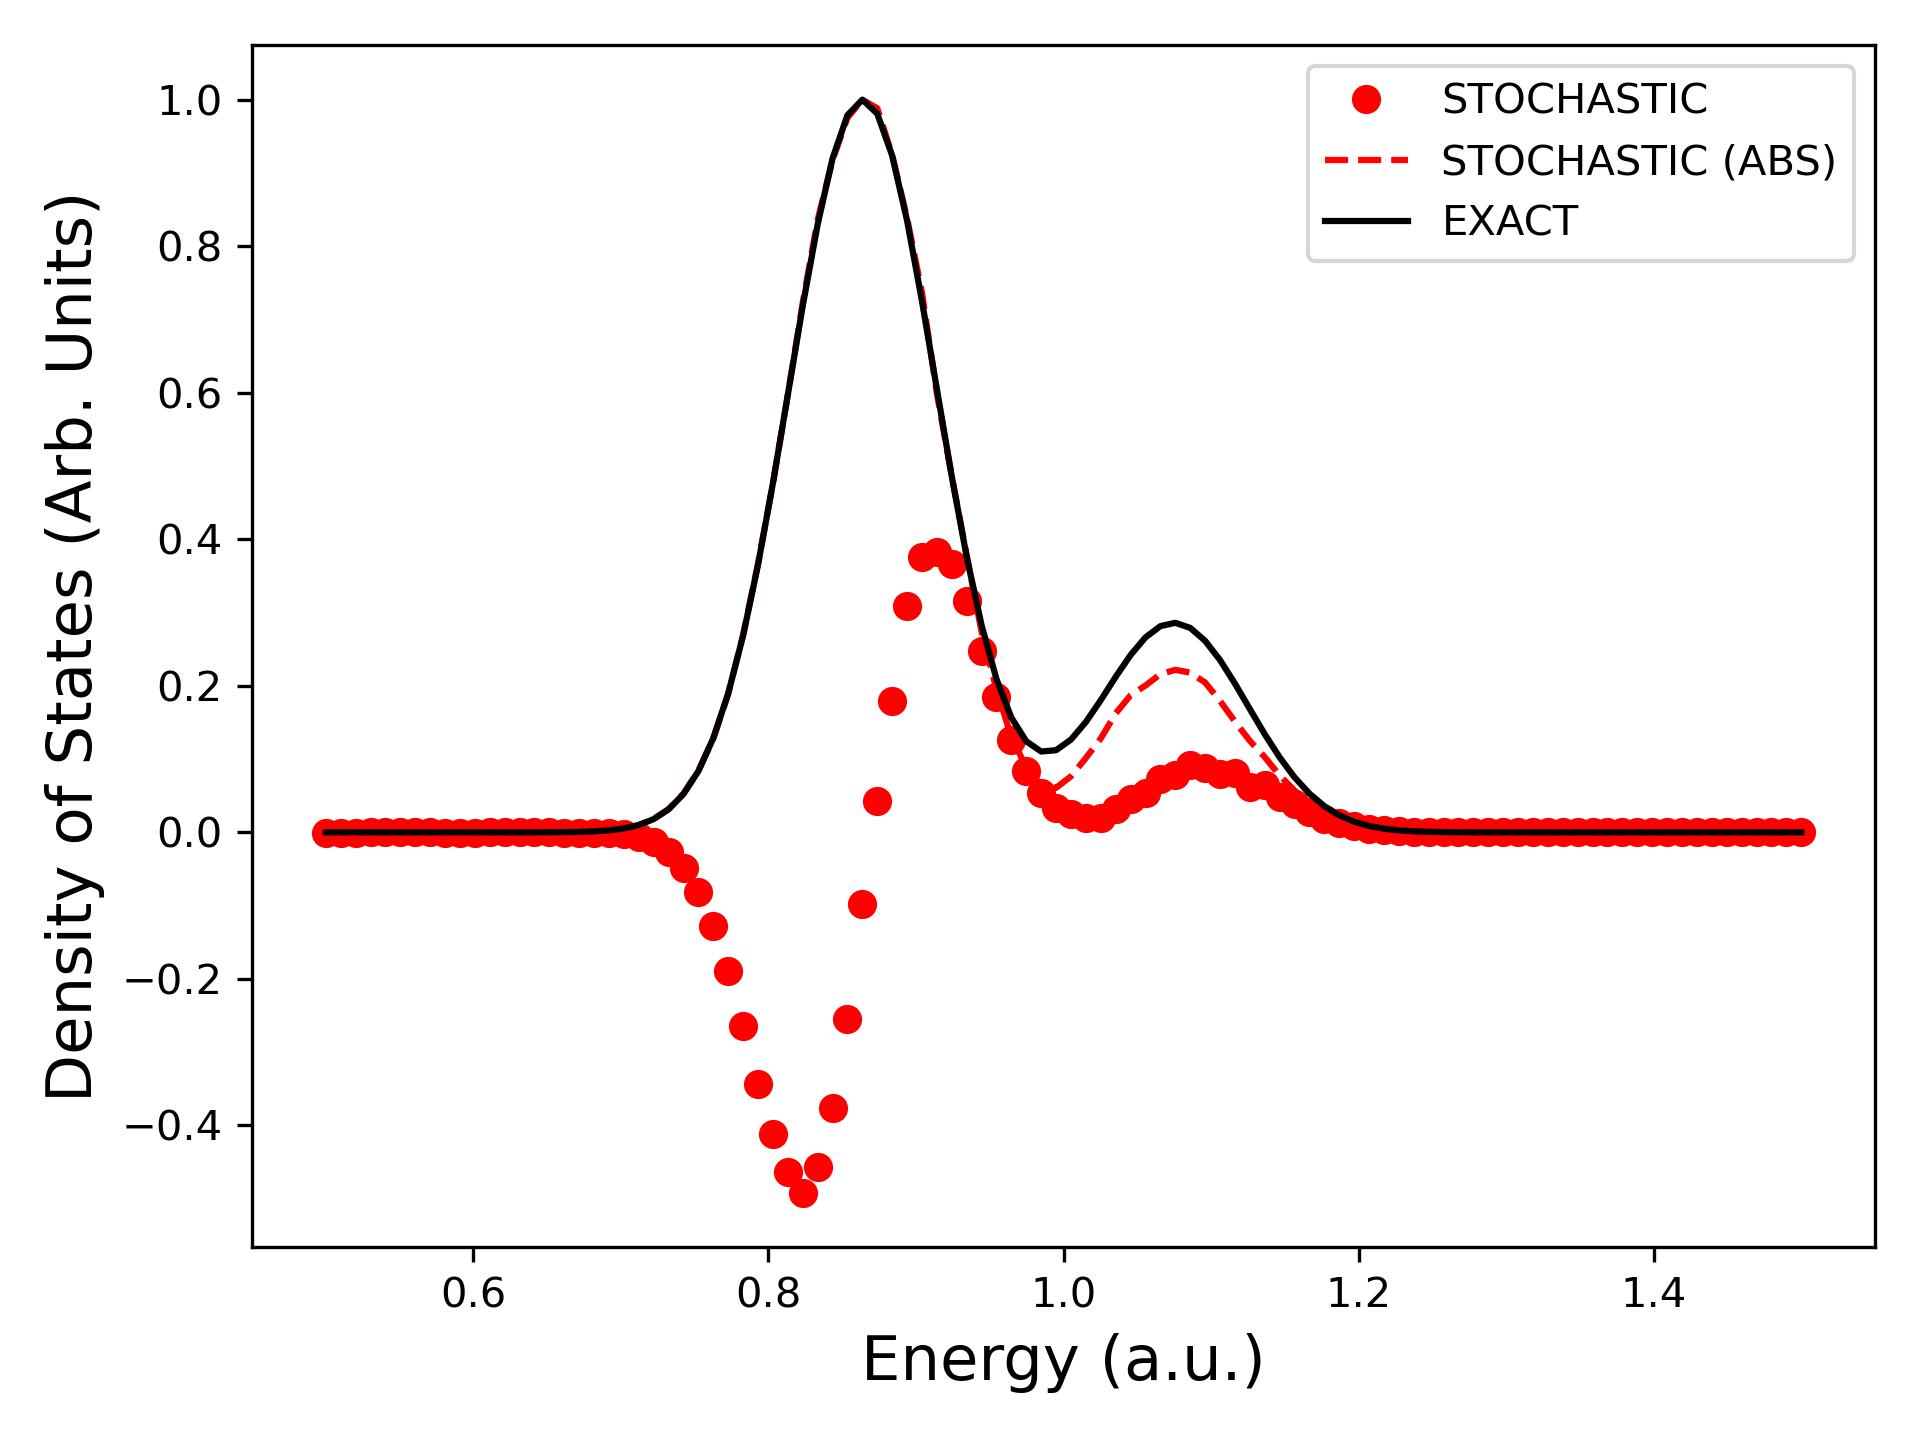 STOCHASTIC
STOCHASTIC (ABS)
EXACT
Density of States (Arb. Units)
1.0
0.8
0.6
0.4
0.2
0.0
−0.2
−0.4
0.6 0.8 1.0 1.2 1.4
Energy (a.u.)